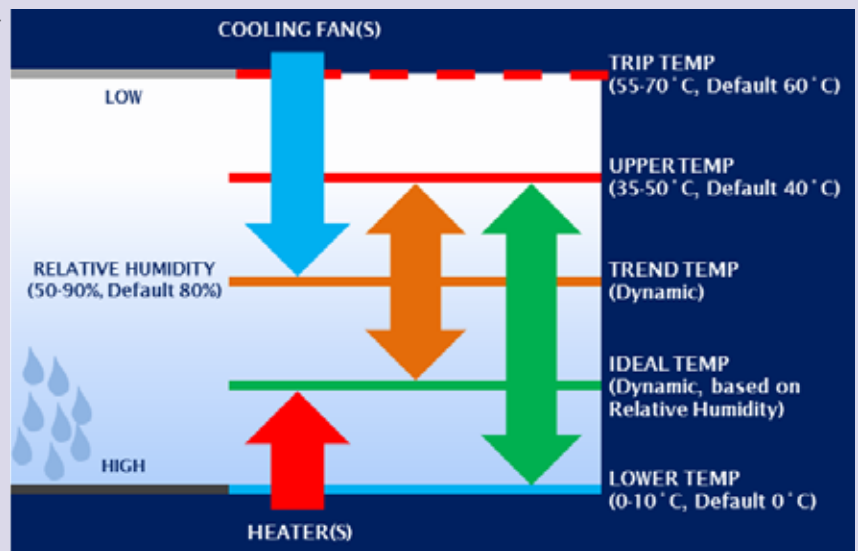 COOLING FAN(S)
TRIP TEMP
(55-70˚C, Default 60˚C)
LOW
UPPER TEMP
(35-50˚C, Default 40˚C)
RELATIVE HUMIDITY
(50-90%, Default 80%)
TREND TEMP
(Dynamic)
IDEAL TEMP
(Dynamic, based on
Relative Humidity)
HIGH
LOWER TEMP
(0-10˚C, Default 0˚C)
HEATER(S)